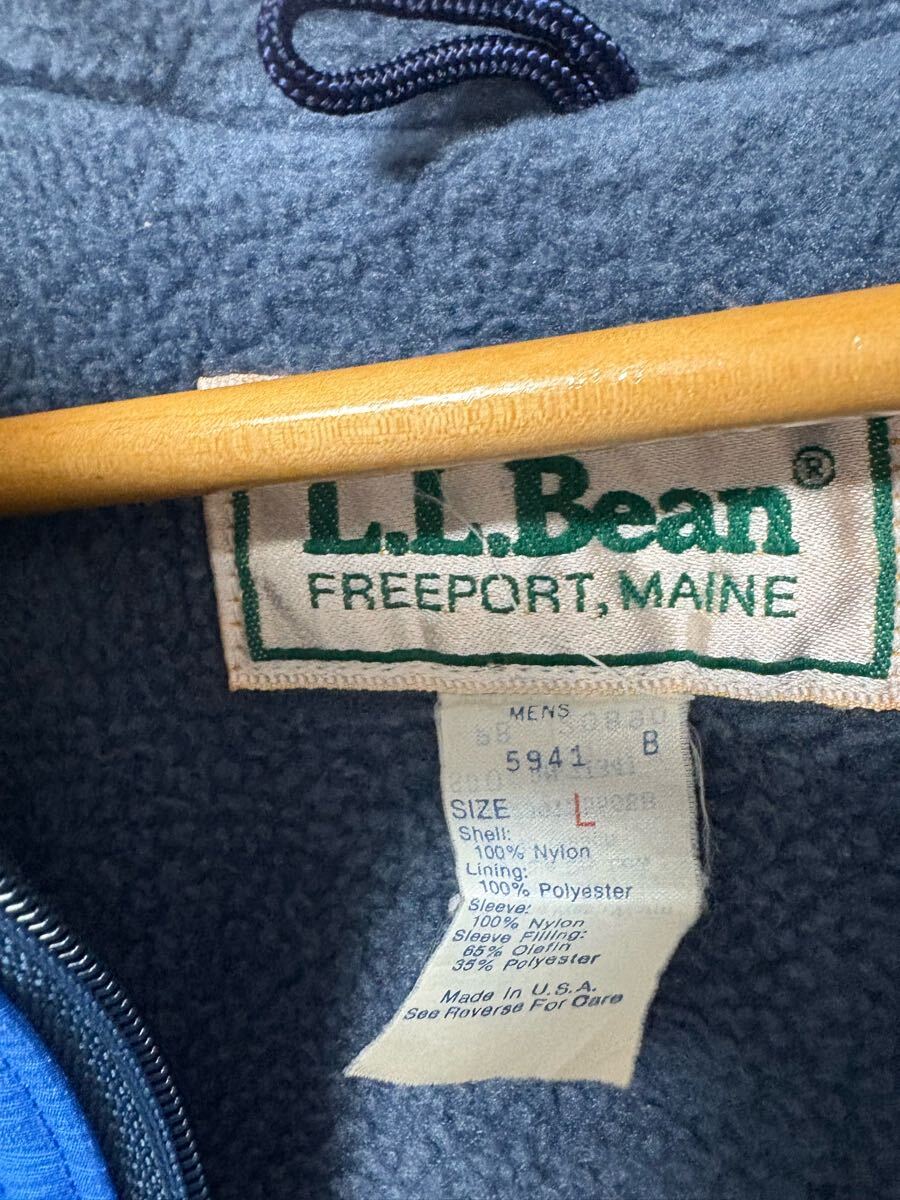 L.L.Bean®
FREEPORT, MAINE
MENS
5941 B
SIZE L
Shell:
100% Nylon
Lining:
100% Polyester
Sleeve:
100% Nylon
Sleeve Filling:
65% Olefin
35% Polyester
Made In U.S.A.
See Reverse For Care